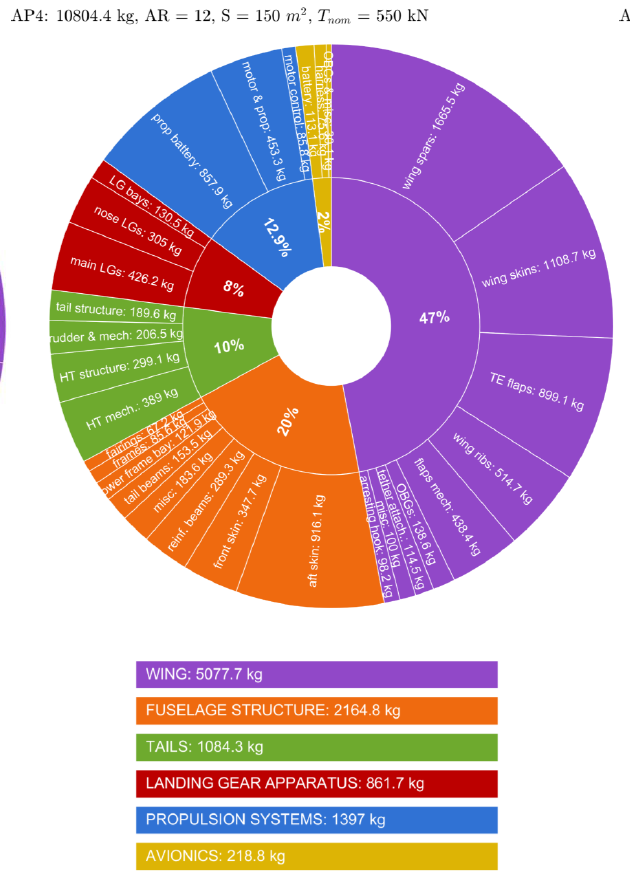 AP4: 10804.4 kg, AR = 12, S = 150 m², Tnom = 550 kN
A
wing spars: 1665.5 kg
wing skins: 1108.7 kg
TE flaps: 899.1 kg
wing ribs: 514.7 kg
flaps mech: 438.4 kg
OBGs: 138.6 kg
tether attach.: 114.5 kg
misc: 100 kg
arresting hook: 98.2 kg
47%
aft skin: 916.1 kg
front skin: 347.7 kg
reinf. beams: 289.3 kg
misc: 183.6 kg
tail beams: 153.5 kg
ower frame bay: 121.9 kg
frames: 85.6 kg
fairings: 67.2 kg
20%
HT mech.: 389 kg
HT structure: 299.1 kg
rudder & mech: 206.5 kg
tail structure: 189.6 kg
10%
main LGs: 426.2 kg
nose LGs: 305 kg
LG bays: 130.5 kg
8%
prop battery: 857.9 kg
motor & prop: 453.3 kg
motor control: 85.8 kg
12.9%
battery: 113.1 kg
2%
WING: 5077.7 kg
FUSELAGE STRUCTURE: 2164.8 kg
TAILS: 1084.3 kg
LANDING GEAR APPARATUS: 861.7 kg
PROPULSION SYSTEMS: 1397 kg
AVIONICS: 218.8 kg